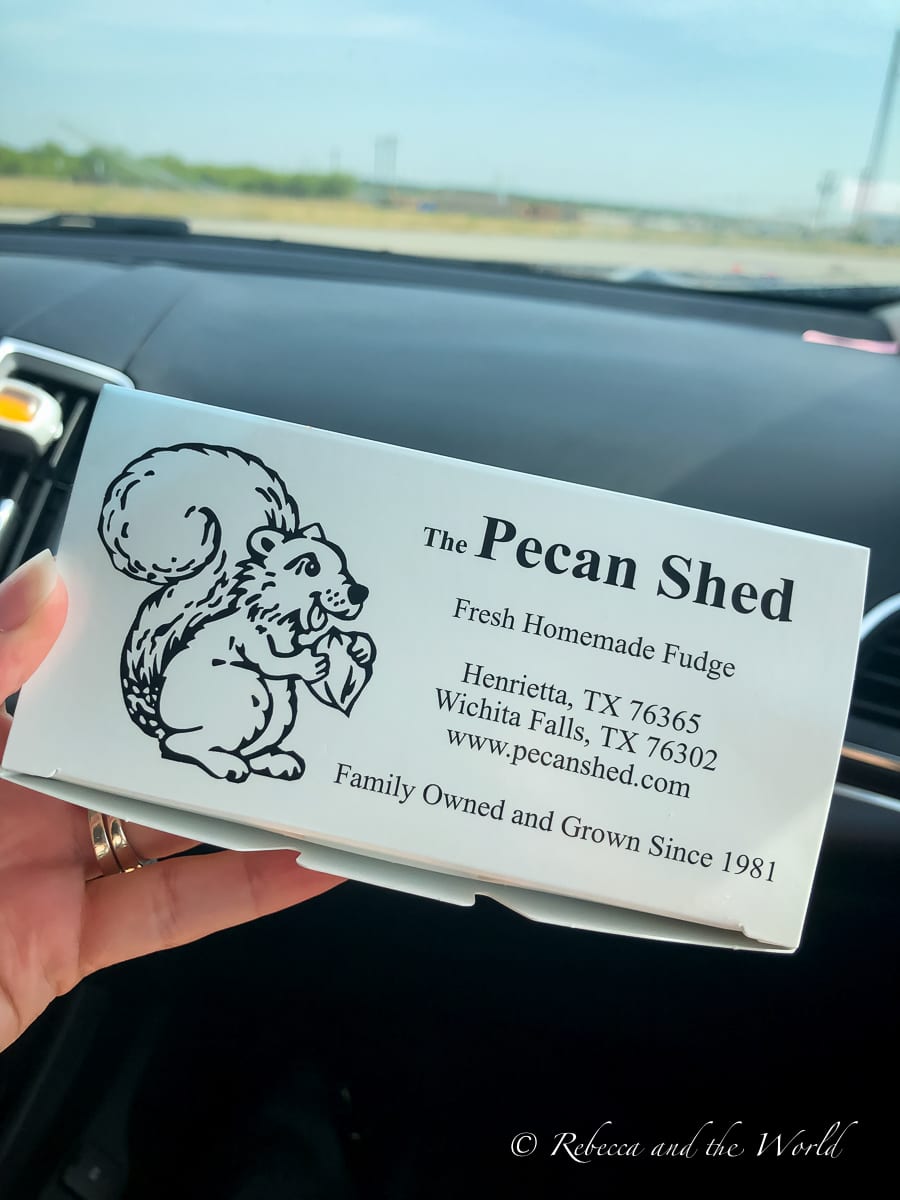 The Pecan Shed
Fresh Homemade Fudge
Henrietta, TX 76365
Wichita Falls, TX 76302
www.pecanshed.com
Family Owned and Grown Since 1981
© Rebecca and the World